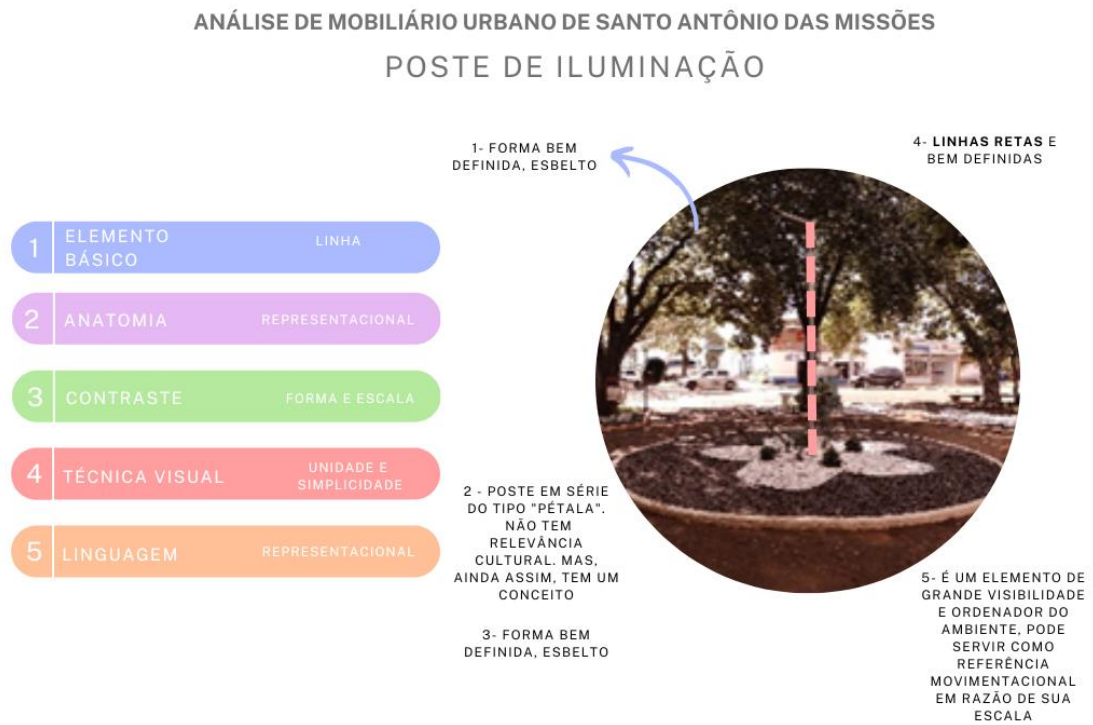 ANÁLISE DE MOBILIÁRIO URBANO DE SANTO ANTÔNIO DAS MISSÕES
POSTE DE ILUMINAÇÃO
1- FORMA BEM
DEFINIDA, ESBELTO
4- LINHAS RETAS E
BEM DEFINIDAS
1
ELEMENTO
BÁSICO
LINHA
2
ANATOMIA
REPRESENTACIONAL
3
CONTRASTE
FORMA E ESCALA
4
TÉCNICA VISUAL
UNIDADE E
SIMPLICIDADE
5
LINGUAGEM
REPRESENTACIONAL
2 - POSTE EM SÉRIE
DO TIPO "PÉTALA".
NÃO TEM
RELEVÂNCIA
CULTURAL. MAS,
AINDA ASSIM, TEM UM
CONCEITO
3- FORMA BEM
DEFINIDA, ESBELTO
5- É UM ELEMENTO DE
GRANDE VISIBILIDADE
E ORDENADOR DO
AMBIENTE, PODE
SERVIR COMO
REFERÊNCIA
MOVIMENTACIONAL
EM RAZÃO DE SUA
ESCALA